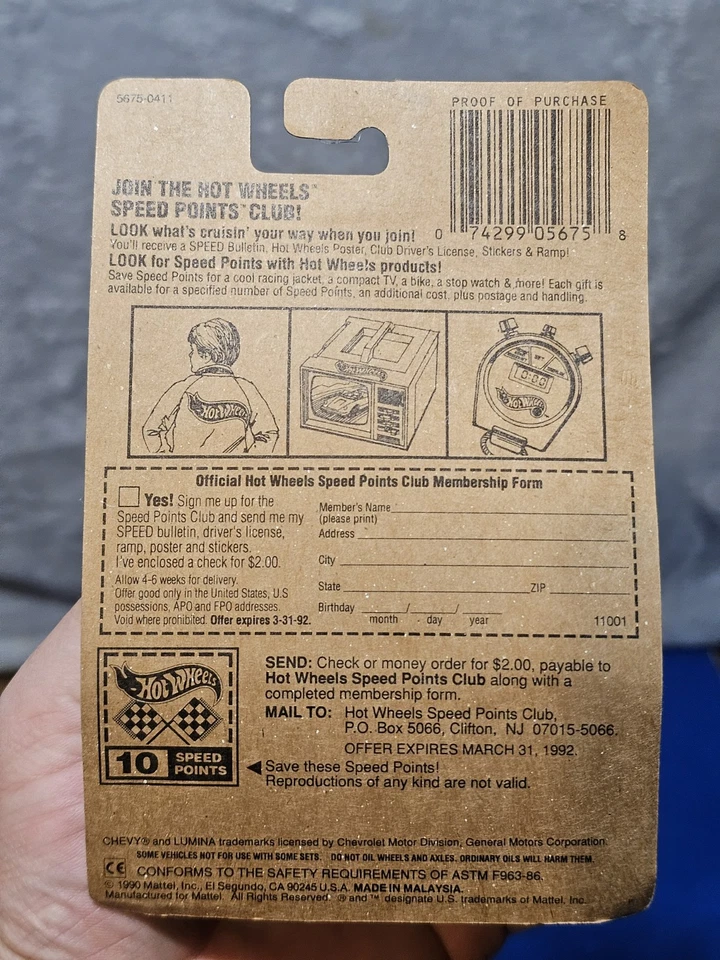 5675-0411
PROOF OF PURCHASE
0 74299 05675 8
JOIN THE HOT WHEELS™
SPEED POINTS™ CLUB!
LOOK what's cruisin' your way when you join!
You'll receive a SPEED Bulletin, Hot Wheels Poster, Club Driver's License, Stickers & Ramp!
LOOK for Speed Points with Hot Wheels products!
Save Speed Points for a cool racing jacket, a compact TV, a bike, a stop watch & more! Each gift is
available for a specified number of Speed Points, an additional cost, plus postage and handling.
HOT WHEELS
HOT WHEELS
0:00
HOT WHEELS
Official Hot Wheels Speed Points Club Membership Form
Yes! Sign me up for the
Speed Points Club and send me my
SPEED bulletin, driver's license,
ramp, poster and stickers.
I've enclosed a check for $2.00.
Allow 4-6 weeks for delivery.
Offer good only in the United States, U.S
possessions, APO and FPO addresses.
Void where prohibited. Offer expires 3-31-92.
Member's Name
(please print)
Address
City
State ZIP
Birthday / /
month - day year
11001
HOT WHEELS
10 SPEED
POINTS
SEND: Check or money order for $2.00, payable to
Hot Wheels Speed Points Club along with a
completed membership form.
MAIL TO: Hot Wheels Speed Points Club,
P.O. Box 5066, Clifton, NJ 07015-5066.
OFFER EXPIRES MARCH 31, 1992.
Save these Speed Points!
Reproductions of any kind are not valid.
CHEVY® and LUMINA trademarks licensed by Chevrolet Motor Division, General Motors Corporation.
SOME VEHICLES NOT FOR USE WITH SOME SETS. DO NOT OIL WHEELS AND AXLES. ORDINARY OILS WILL HARM THEM.
CE CONFORMS TO THE SAFETY REQUIREMENTS OF ASTM F963-86.
© 1990 Mattel, Inc., El Segundo, CA 90245 U.S.A. MADE IN MALAYSIA.
Manufactured for Mattel. All Rights Reserved. ® and ™ designate U.S. trademarks of Mattel, Inc.